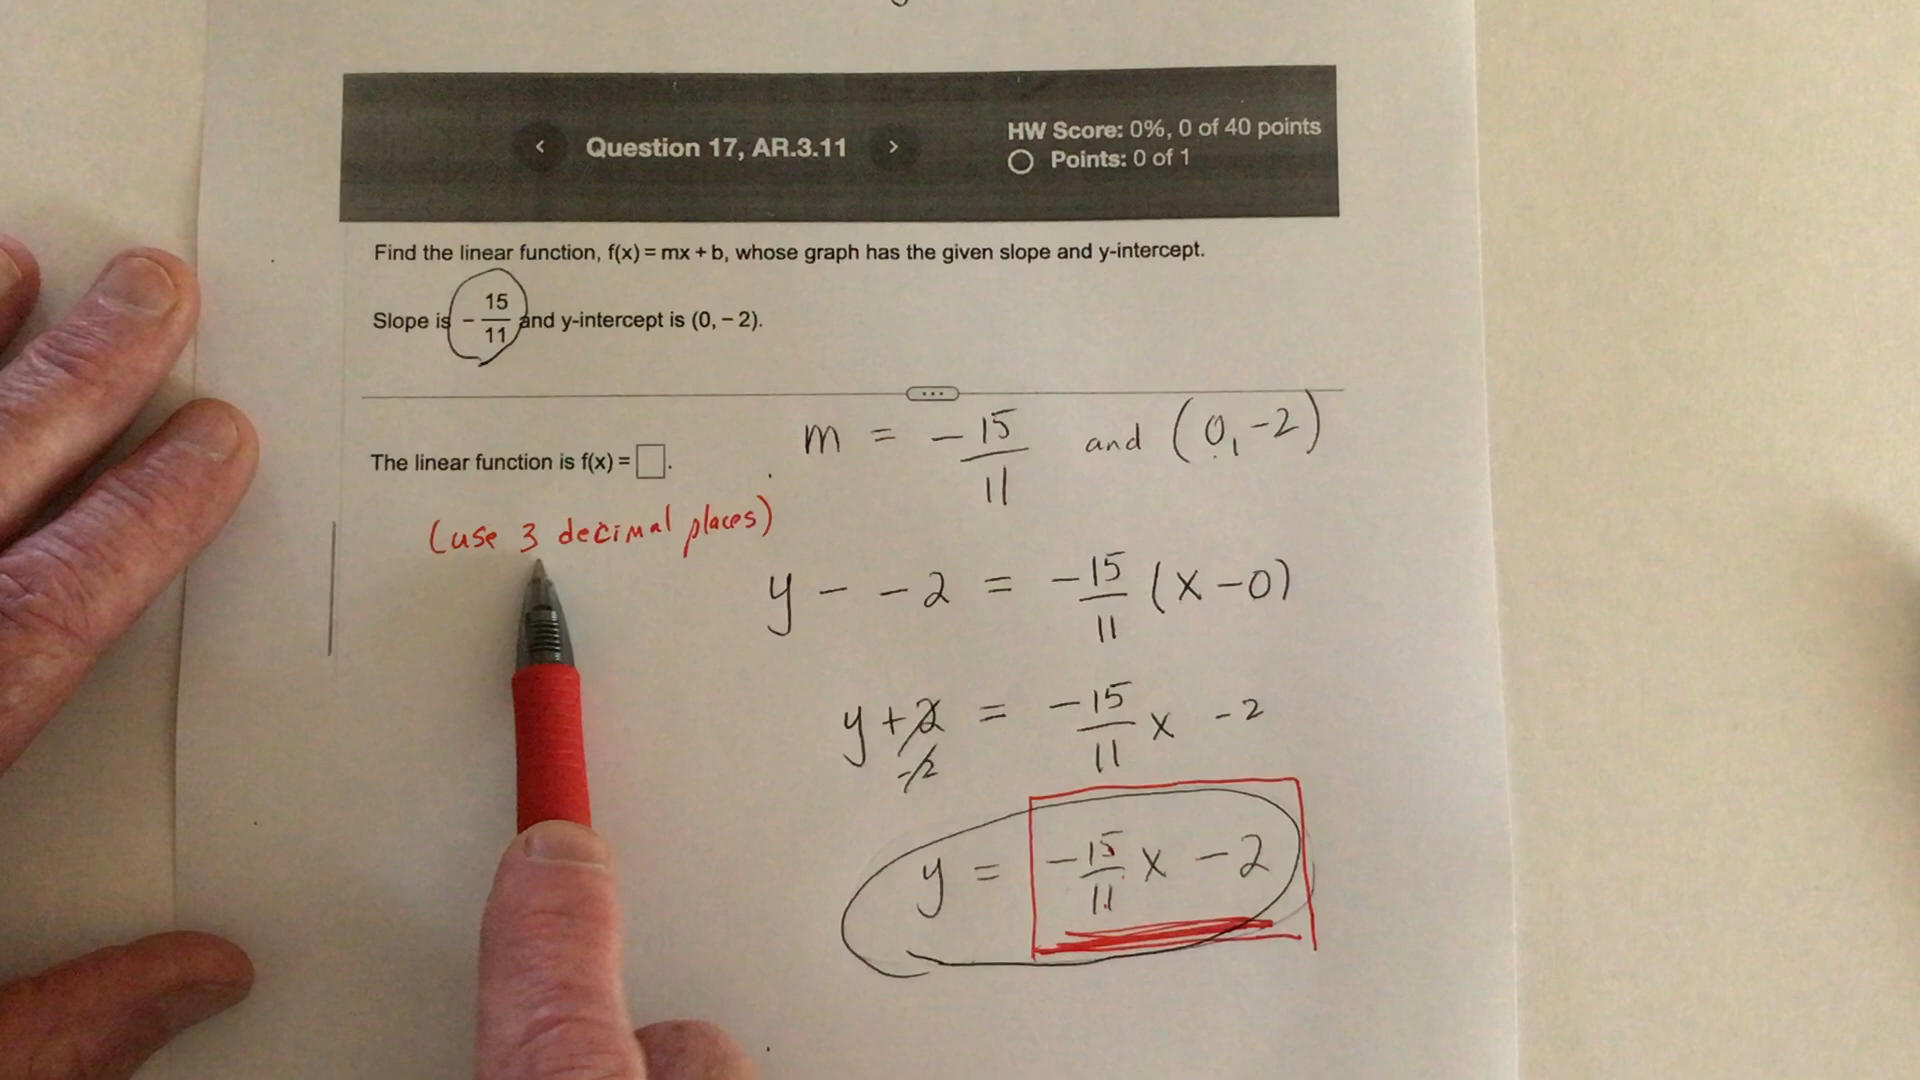 < Question 17, AR.3.11 >
HW Score: 0%, 0 of 40 points
Points: 0 of 1
Find the linear function, f(x) = mx + b, whose graph has the given slope and y-intercept.
Slope is - 15/11 and y-intercept is (0, - 2).
The linear function is f(x) = .
(use 3 decimal places)
m = - 15/11 and (0, -2)
y - - 2 = - 15/11 (x - 0)
y + 2 = - 15/11 x - 2
-2
y = - 15/11 x - 2